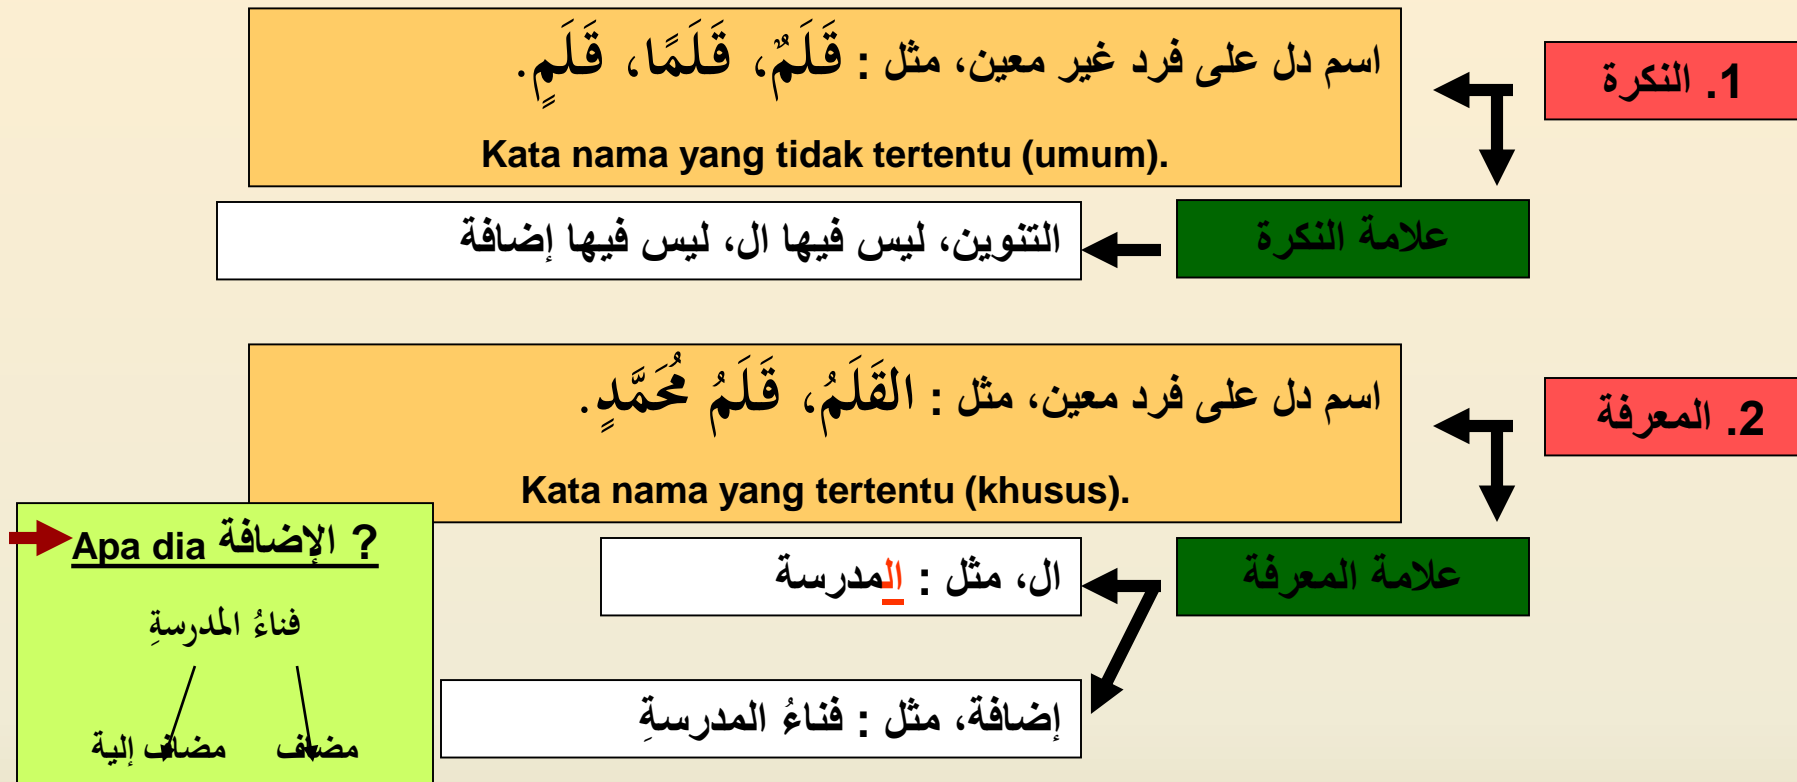 1. النكرة
اسم دل على فرد غير معين، مثل : قَلَمٌ، قَلَمًا، قَلَمٍ.
Kata nama yang tidak tertentu (umum).
علامة النكرة
التنوين، ليس فيها ال، ليس فيها إضافة
2. المعرفة
اسم دل على فرد معين، مثل : القَلَمُ، قَلَمُ مُحَمَّدٍ.
Kata nama yang tertentu (khusus).
علامة المعرفة
ال، مثل : المدرسة
إضافة، مثل : فناءُ المدرسةِ
Apa dia الإضافة ?
فناءُ المدرسةِ
مضاف مضاف إلية